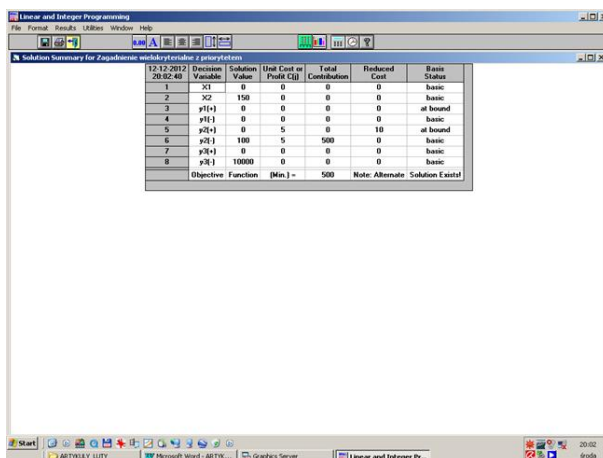 Linear and Integer Programming
File Format Results Utilities Window Help
0.00 A
Solution Summary for Zagadnienie wielokryterialne z priorytetem
12-12-2012 Decision Solution Unit Cost or Total Reduced Basis
20:02:40 Variable Value Profit C(j) Contribution Cost Status
1 X1 0 0 0 0 basic
2 X2 150 0 0 0 basic
3 y1(+) 0 0 0 0 at bound
4 y1(-) 0 0 0 0 basic
5 y2(+) 0 5 0 10 at bound
6 y2(-) 100 5 500 0 basic
7 y3(+) 0 0 0 0 basic
8 y3(-) 10000 0 0 0 basic
Objective Function (Min.) = 500 Note: Alternate Solution Exists!
Start 20:02
ARTYKUŁY LUTY Microsoft Word - ARTYK... Graphics Server Linear and Integer Pr... środa